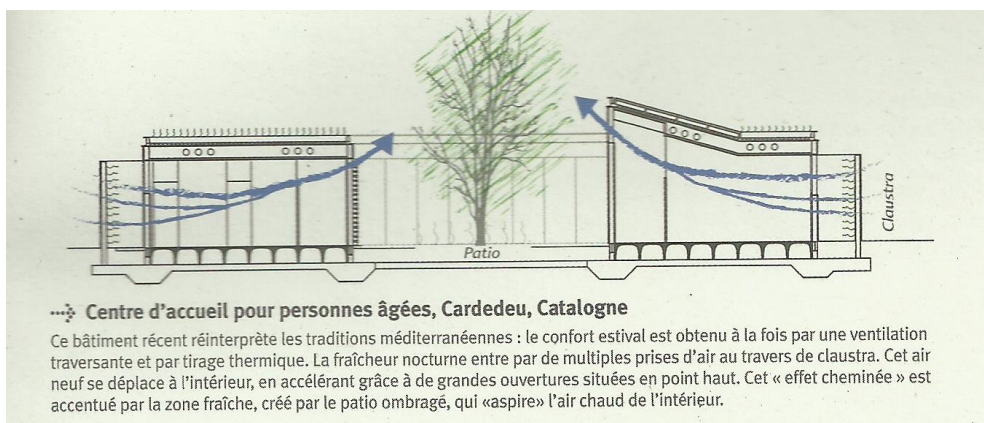 Patio
Claustra
Centre d'accueil pour personnes âgées, Cardedeu, Catalogne
Ce bâtiment récent réinterprète les traditions méditerranéennes : le confort estival est obtenu à la fois par une ventilation
traversante et par tirage thermique. La fraîcheur nocturne entre par de multiples prises d'air au travers de claustra. Cet air
neuf se déplace à l'intérieur, en accélérant grâce à de grandes ouvertures situées en point haut. Cet « effet cheminée » est
accentué par la zone fraîche, créé par le patio ombragé, qui «aspire» l'air chaud de l'intérieur.